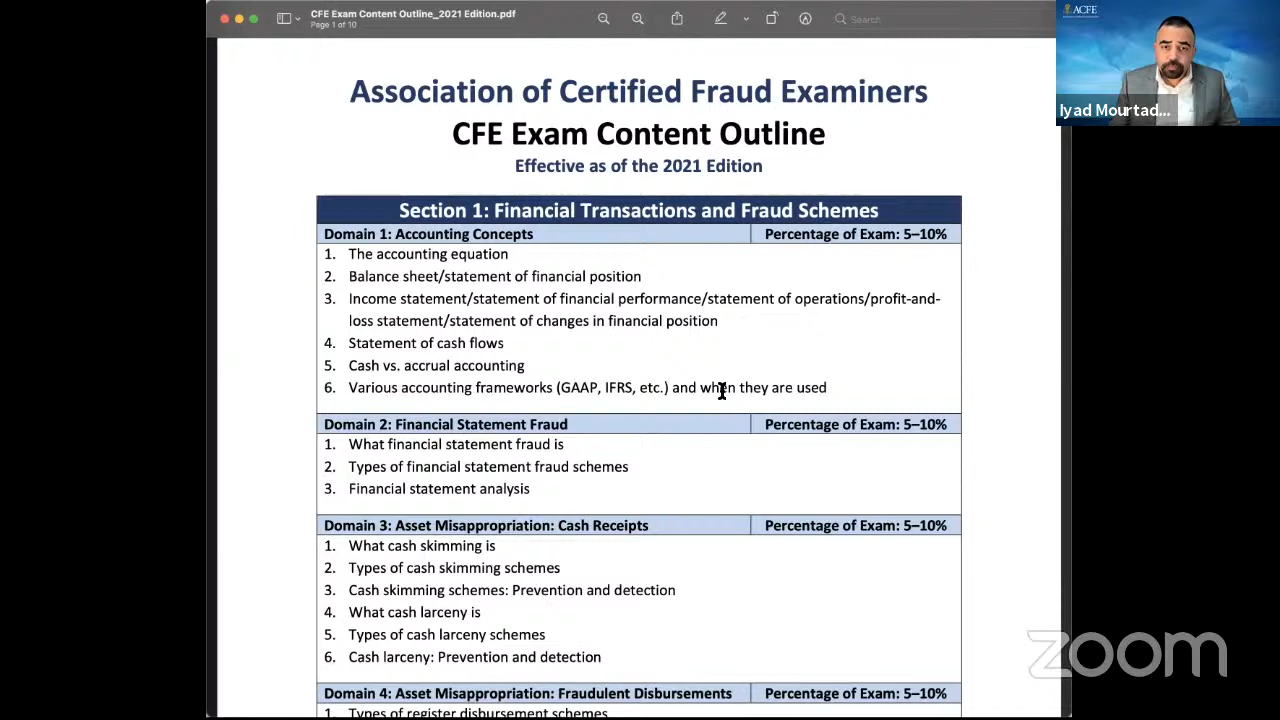 CFE Exam Content Outline_2021 Edition.pdf
Page 1 of 10
Search
ACFE
Iyad Mourtad...
Association of Certified Fraud Examiners
CFE Exam Content Outline
Effective as of the 2021 Edition
Section 1: Financial Transactions and Fraud Schemes
Domain 1: Accounting Concepts Percentage of Exam: 5–10%
1. The accounting equation
2. Balance sheet/statement of financial position
3. Income statement/statement of financial performance/statement of operations/profit-and-
loss statement/statement of changes in financial position
4. Statement of cash flows
5. Cash vs. accrual accounting
6. Various accounting frameworks (GAAP, IFRS, etc.) and when they are used
Domain 2: Financial Statement Fraud Percentage of Exam: 5–10%
1. What financial statement fraud is
2. Types of financial statement fraud schemes
3. Financial statement analysis
Domain 3: Asset Misappropriation: Cash Receipts Percentage of Exam: 5–10%
1. What cash skimming is
2. Types of cash skimming schemes
3. Cash skimming schemes: Prevention and detection
4. What cash larceny is
5. Types of cash larceny schemes
6. Cash larceny: Prevention and detection
Domain 4: Asset Misappropriation: Fraudulent Disbursements Percentage of Exam: 5–10%
1. Types of register disbursement schemes
zoom